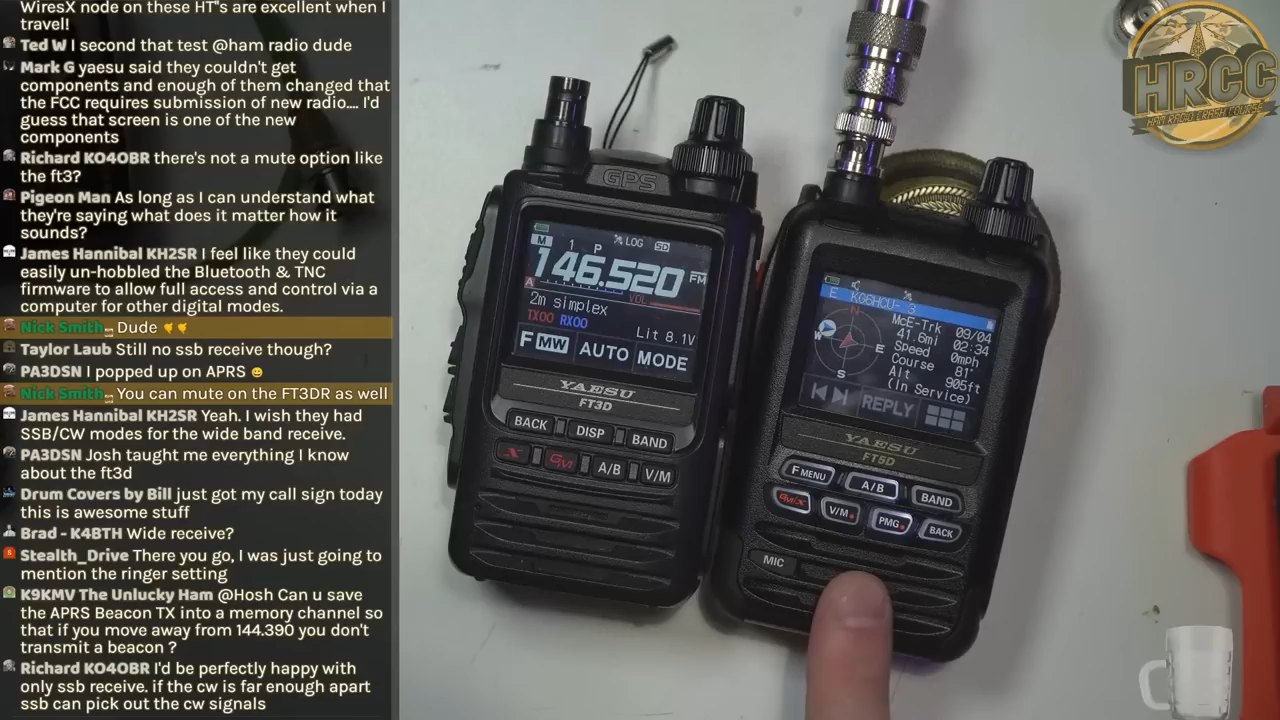 WiresX node on these HT"s are excellent when I
travel!
Ted W I second that test @ham radio dude
Mark G yaesu said they couldn't get
components and enough of them changed that
the FCC requires submission of new radio.... I'd
guess that screen is one of the new
components
Richard KO4OBR there's not a mute option like
the ft3?
Pigeon Man As long as I can understand what
they're saying what does it matter how it
sounds?
James Hannibal KH2SR I feel like they could
easily un-hobbled the Bluetooth & TNC
firmware to allow full access and control via a
computer for other digital modes.
Nick Smith Dude
Taylor Laub Still no ssb receive though?
PA3DSN I popped up on APRS
Nick Smith You can mute on the FT3DR as well
James Hannibal KH2SR Yeah. I wish they had
SSB/CW modes for the wide band receive.
PA3DSN Josh taught me everything I know
about the ft3d
Drum Covers by Bill just got my call sign today
this is awesome stuff
Brad - K4BTH Wide receive?
Stealth_Drive There you go, I was just going to
mention the ringer setting
K9KMV The Unlucky Ham @Hosh Can u save
the APRS Beacon TX into a memory channel so
that if you move away from 144.390 you don't
transmit a beacon ?
Richard KO4OBR I'd be perfectly happy with
only ssb receive. if the cw is far enough apart
ssb can pick out the cw signals
GPS
LOG SD
M 1 P
146.520 FM
A VOL
2m simplex
TX00 RX00 Lit 8.1V
F MW AUTO MODE
YAESU
FT3D
BACK DISP BAND
X GM A/B V/M
E KG6HCU- 3
N
W
E
S
McE-Trk 09/04
41.6mi 02:34
Speed 0mph
Course 81°
Alt 905ft
(In Service)
REPLY
YAESU
FT5D
F MENU A/B BAND
GM/X V/M PMG BACK
MIC
HRCC
HAM RADIO CRASH COURSE